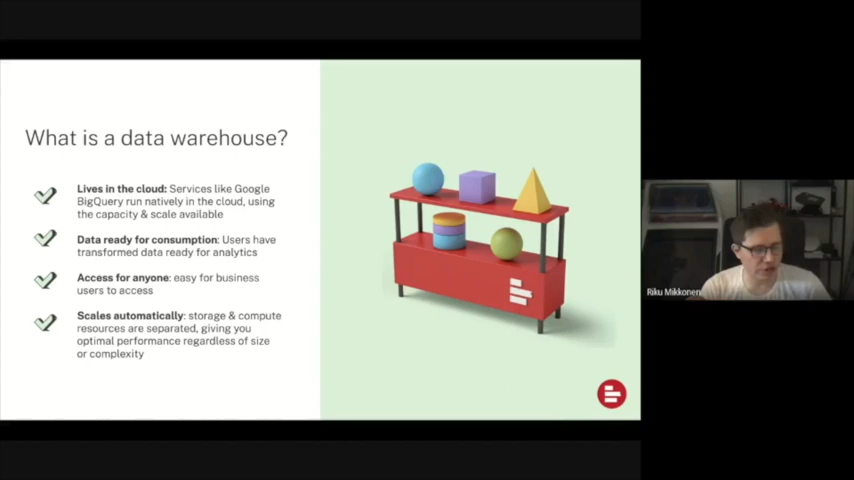 What is a data warehouse?
Lives in the cloud: Services like Google
BigQuery run natively in the cloud, using
the capacity & scale available
Data ready for consumption: Users have
transformed data ready for analytics
Access for anyone: easy for business
users to access
Scales automatically: storage & compute
resources are separated, giving you
optimal performance regardless of size
or complexity
Riku Mikkonen